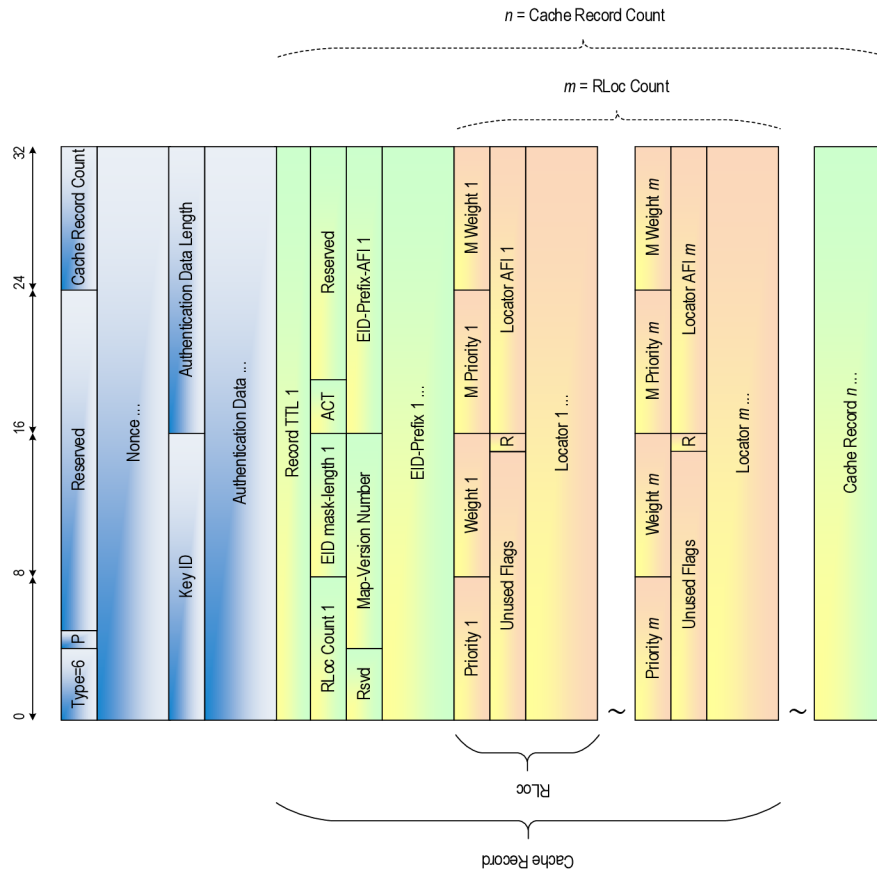 0 8 16 24 32
Type=6 P Reserved Cache Record Count
Nonce ...
Key ID Authentication Data Length
Authentication Data ...
Record TTL 1
RLoc Count 1 EID mask-length 1 ACT Reserved
Rsvd Map-Version Number EID-Prefix-AFI 1
EID-Prefix 1 ...
Priority 1 Weight 1 M Priority 1 M Weight 1
Unused Flags R Locator AFI 1
Locator 1 ...
~
Priority m Weight m M Priority m M Weight m
Unused Flags R Locator AFI m
Locator m ...
~
Cache Record n ...
RLoc
Cache Record
m = RLoc Count
n = Cache Record Count